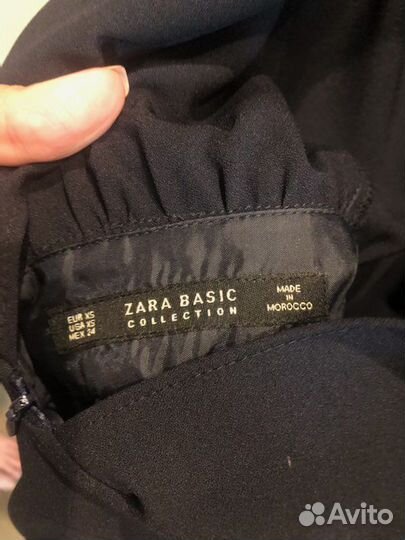 EUR XS
USA XS
MEX 24
ZARA BASIC
COLLECTION
MADE
IN
MOROCCO
Avito